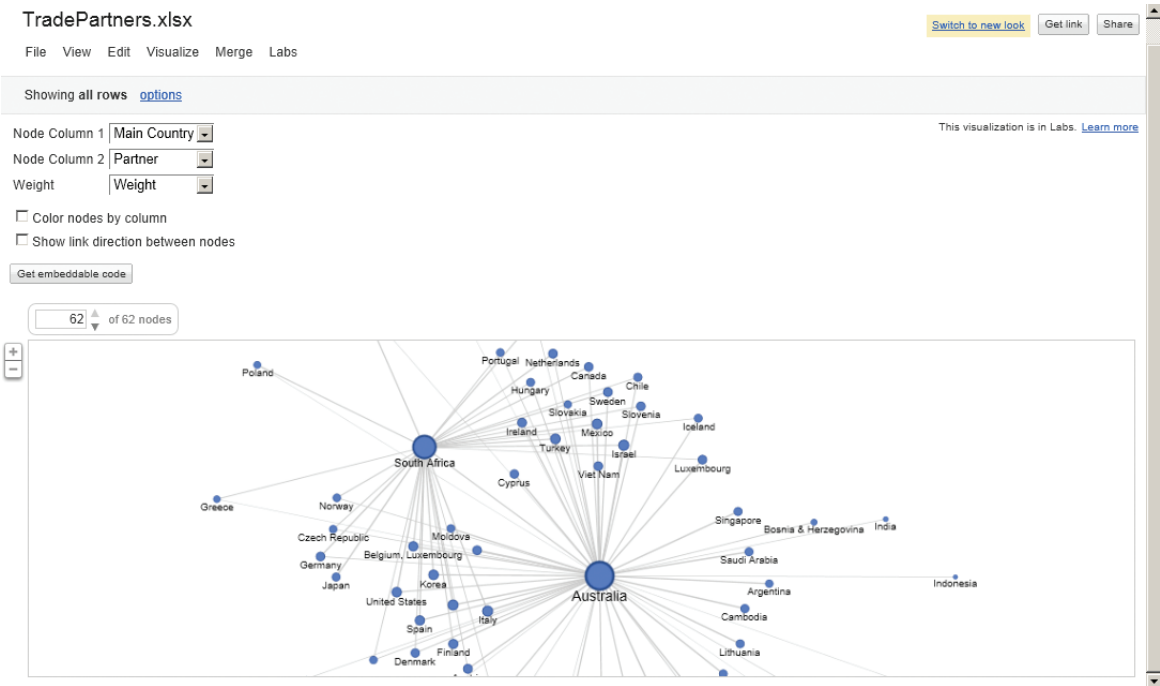 TradePartners.xlsx
Switch to new look Get link Share
File View Edit Visualize Merge Labs
Showing all rows options
Node Column 1 Main Country
This visualization is in Labs. Learn more
Node Column 2 Partner
Weight Weight
Color nodes by column
Show link direction between nodes
Get embeddable code
62 of 62 nodes
+
−
Portugal Netherlands
Poland
Canada
Chile
Hungary
Sweden
Slovakia
Slovenia
Iceland
Ireland
Mexico
Turkey
Israel
South Africa
Luxembourg
Viet Nam
Cyprus
Greece
Norway
Singapore
Bosnia & Herzegovina
India
Czech Republic
Moldova
Belgium, Luxembourg
Saudi Arabia
Germany
Japan
Korea
Indonesia
Argentina
Australia
United States
Cambodia
Italy
Spain
Finland
Lithuania
Denmark